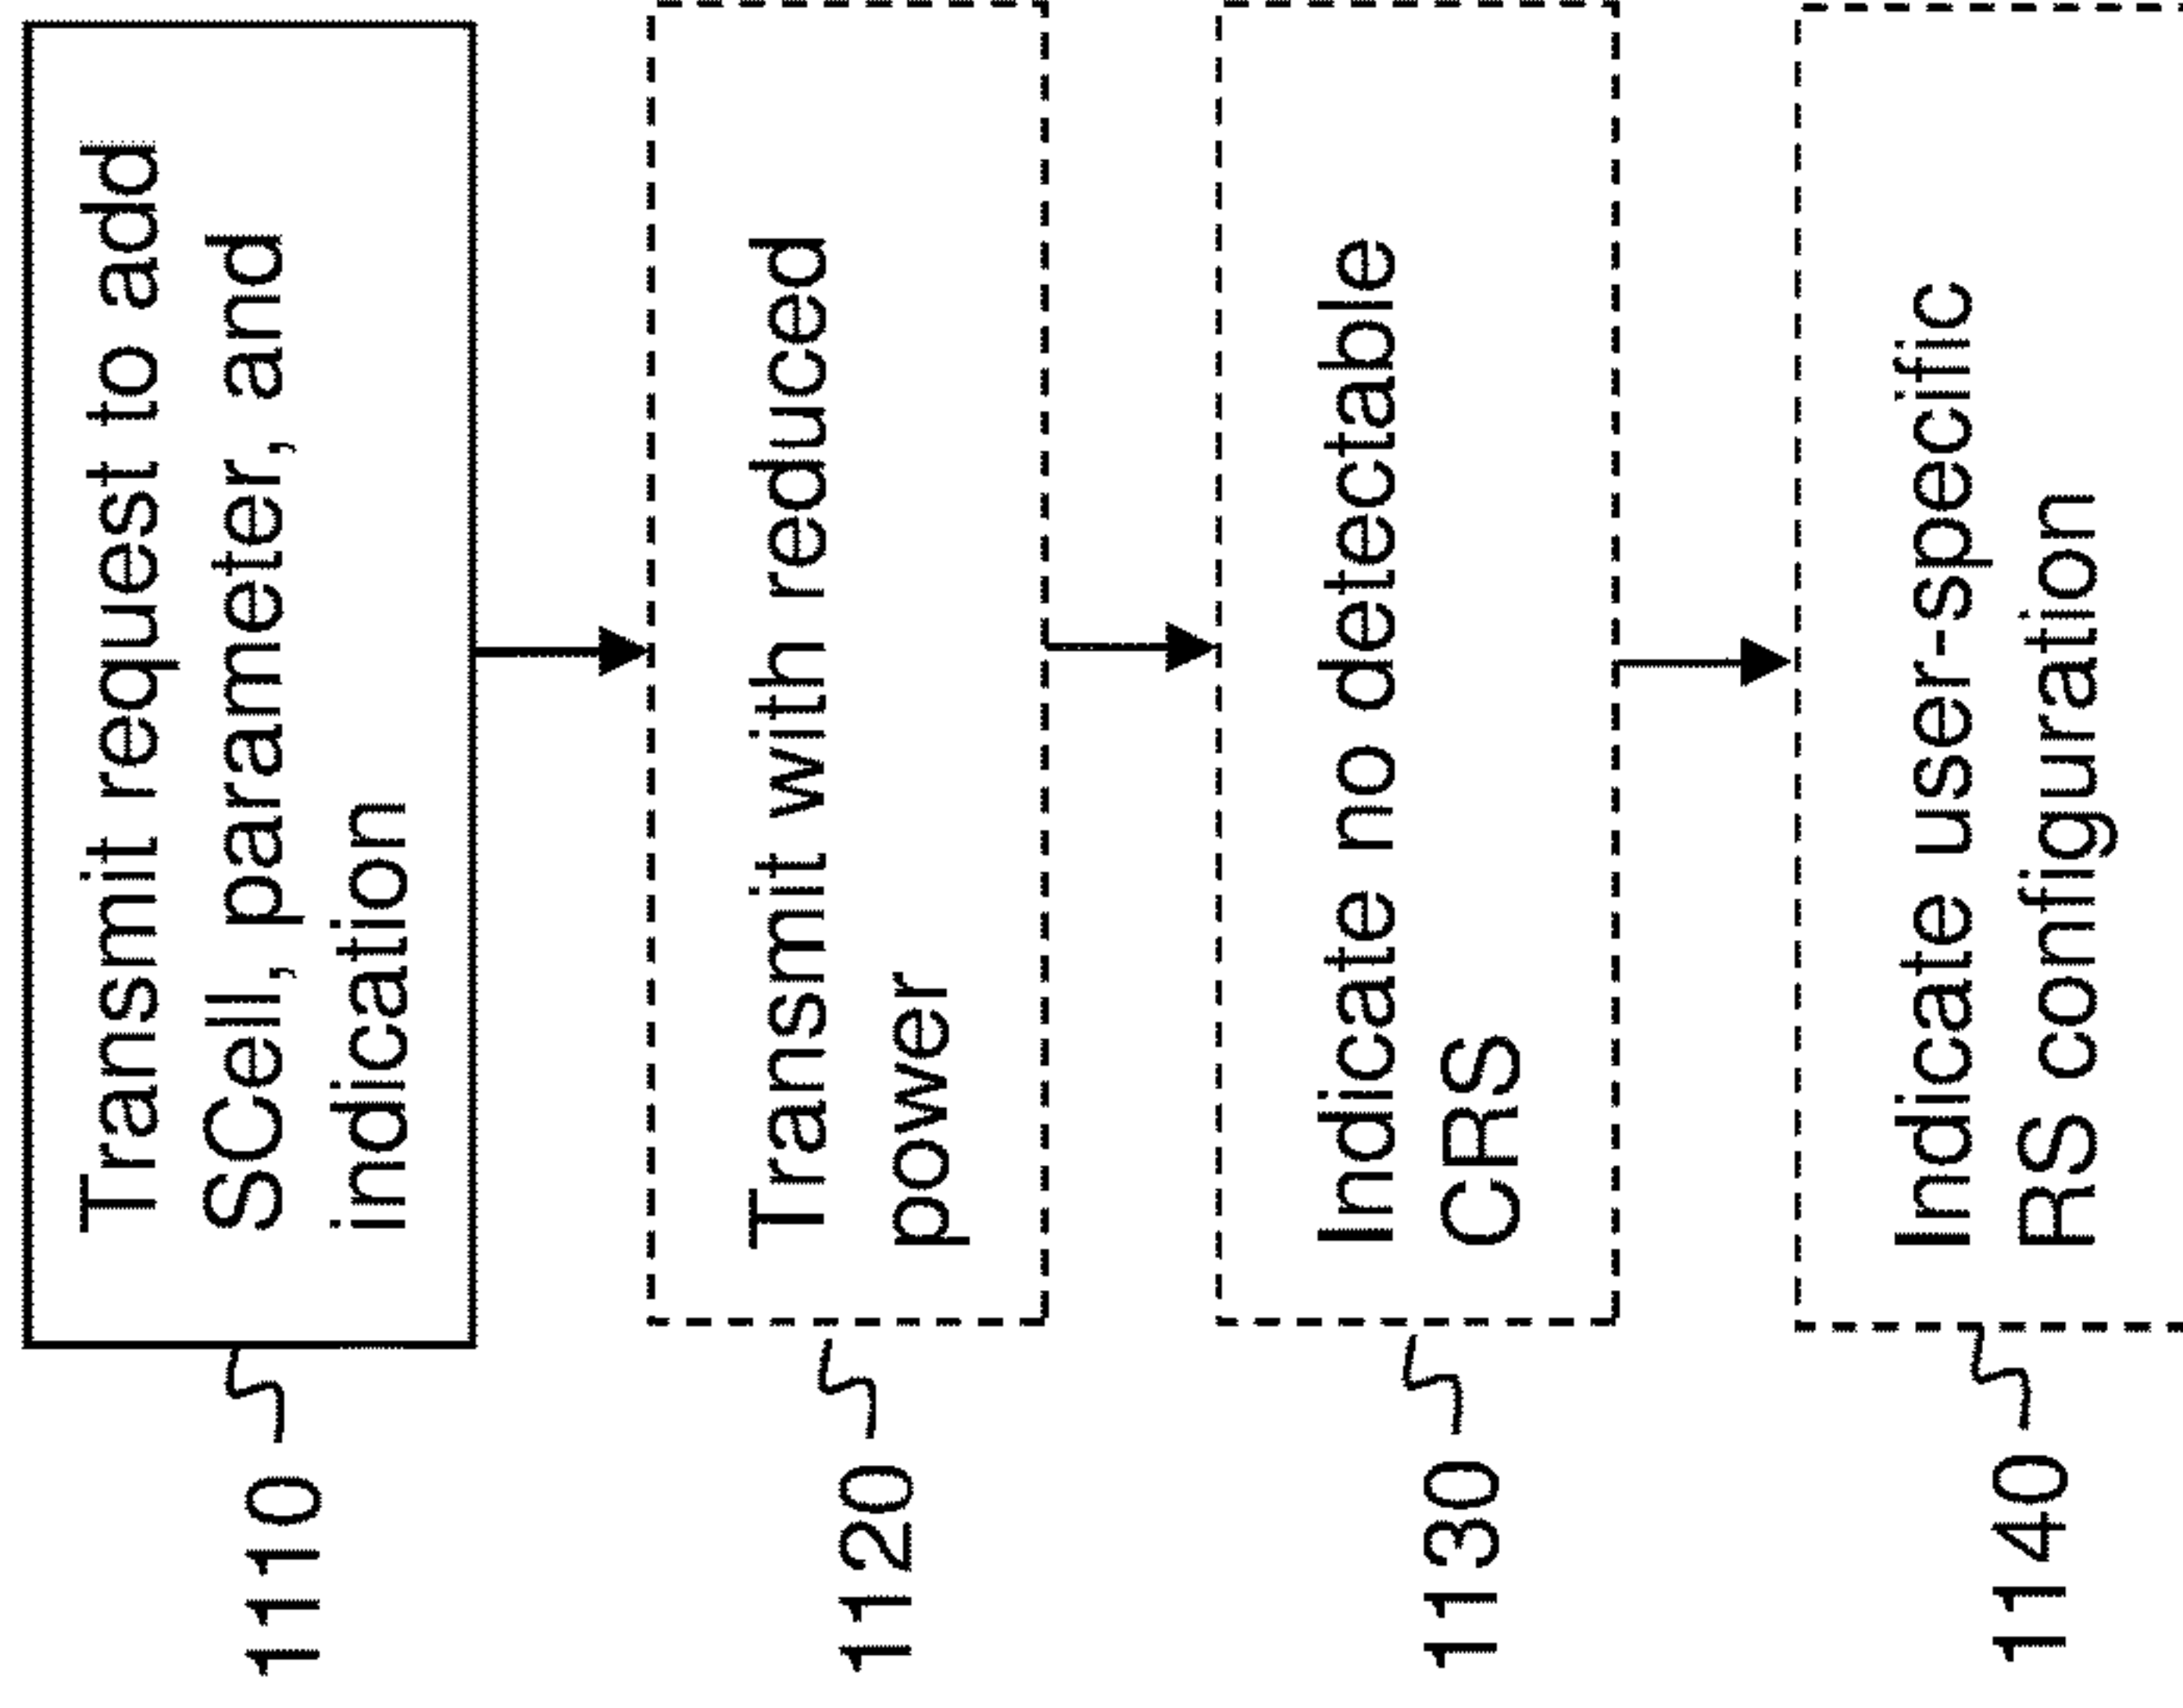 1110
Transmit request to add
SCell, parameter, and
indication
1120
Transmit with reduced
power
1130
Indicate no detectable
CRS
1140
Indicate user-specific
RS configuration